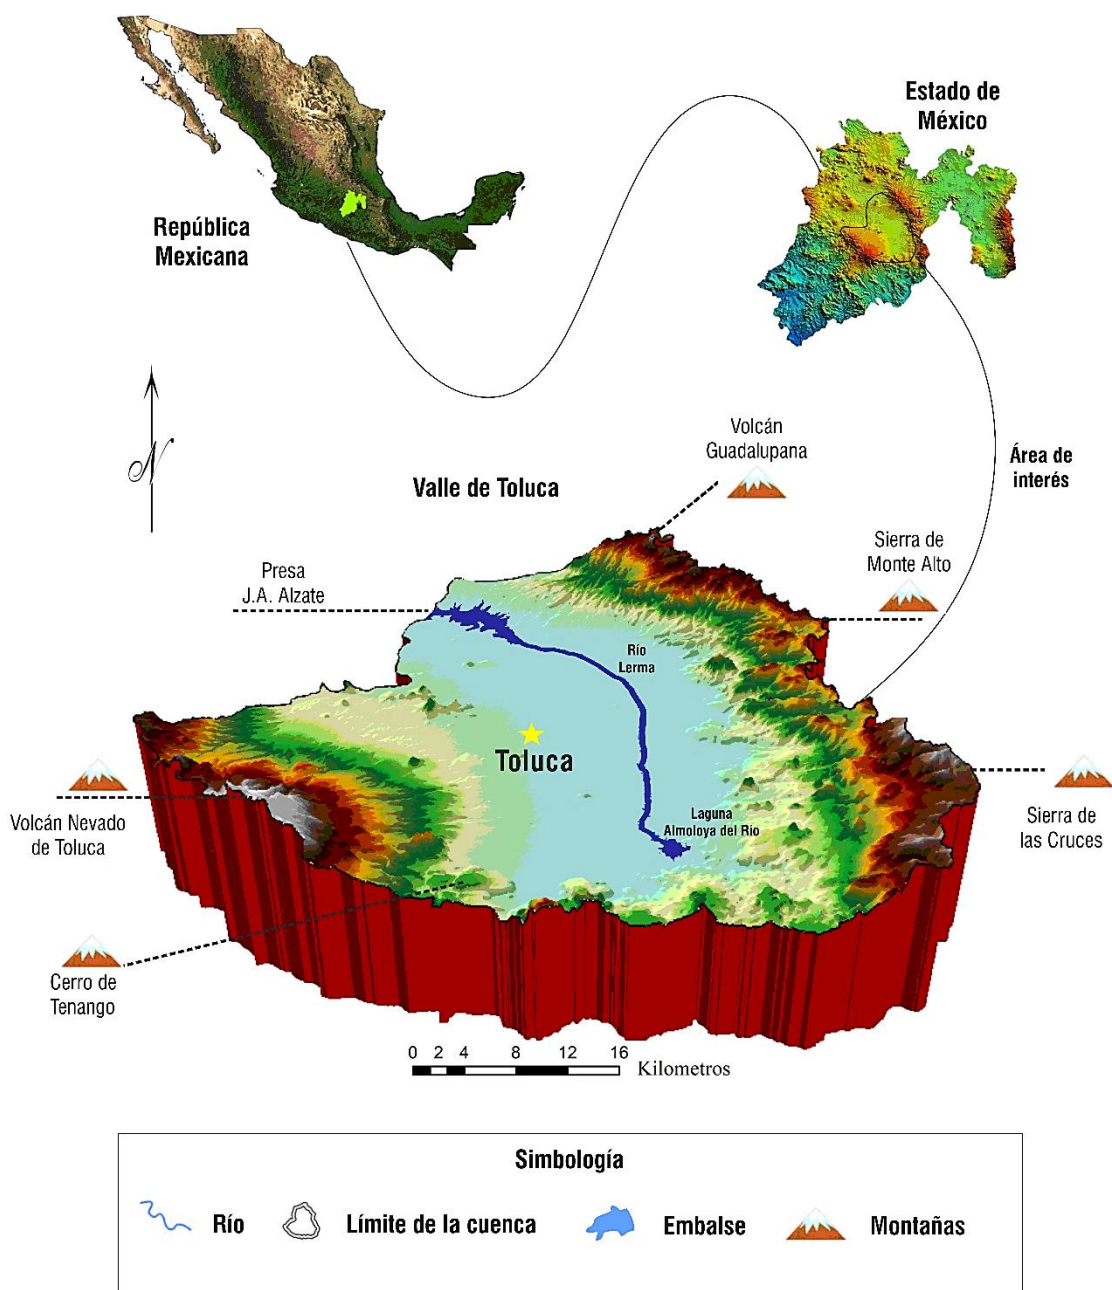 Estado de
México
República
Mexicana
N
Volcán
Guadalupana
Área de
interés
Valle de Toluca
Sierra de
Monte Alto
Presa
J.A. Alzate
Río
Lerma
Toluca
Volcán Nevado
de Toluca
Laguna
Almoloya del Río
Sierra de
las Cruces
Cerro de
Tenango
0 2 4 8 12 16
Kilometros
Simbología
Río
Límite de la cuenca
Embalse
Montañas